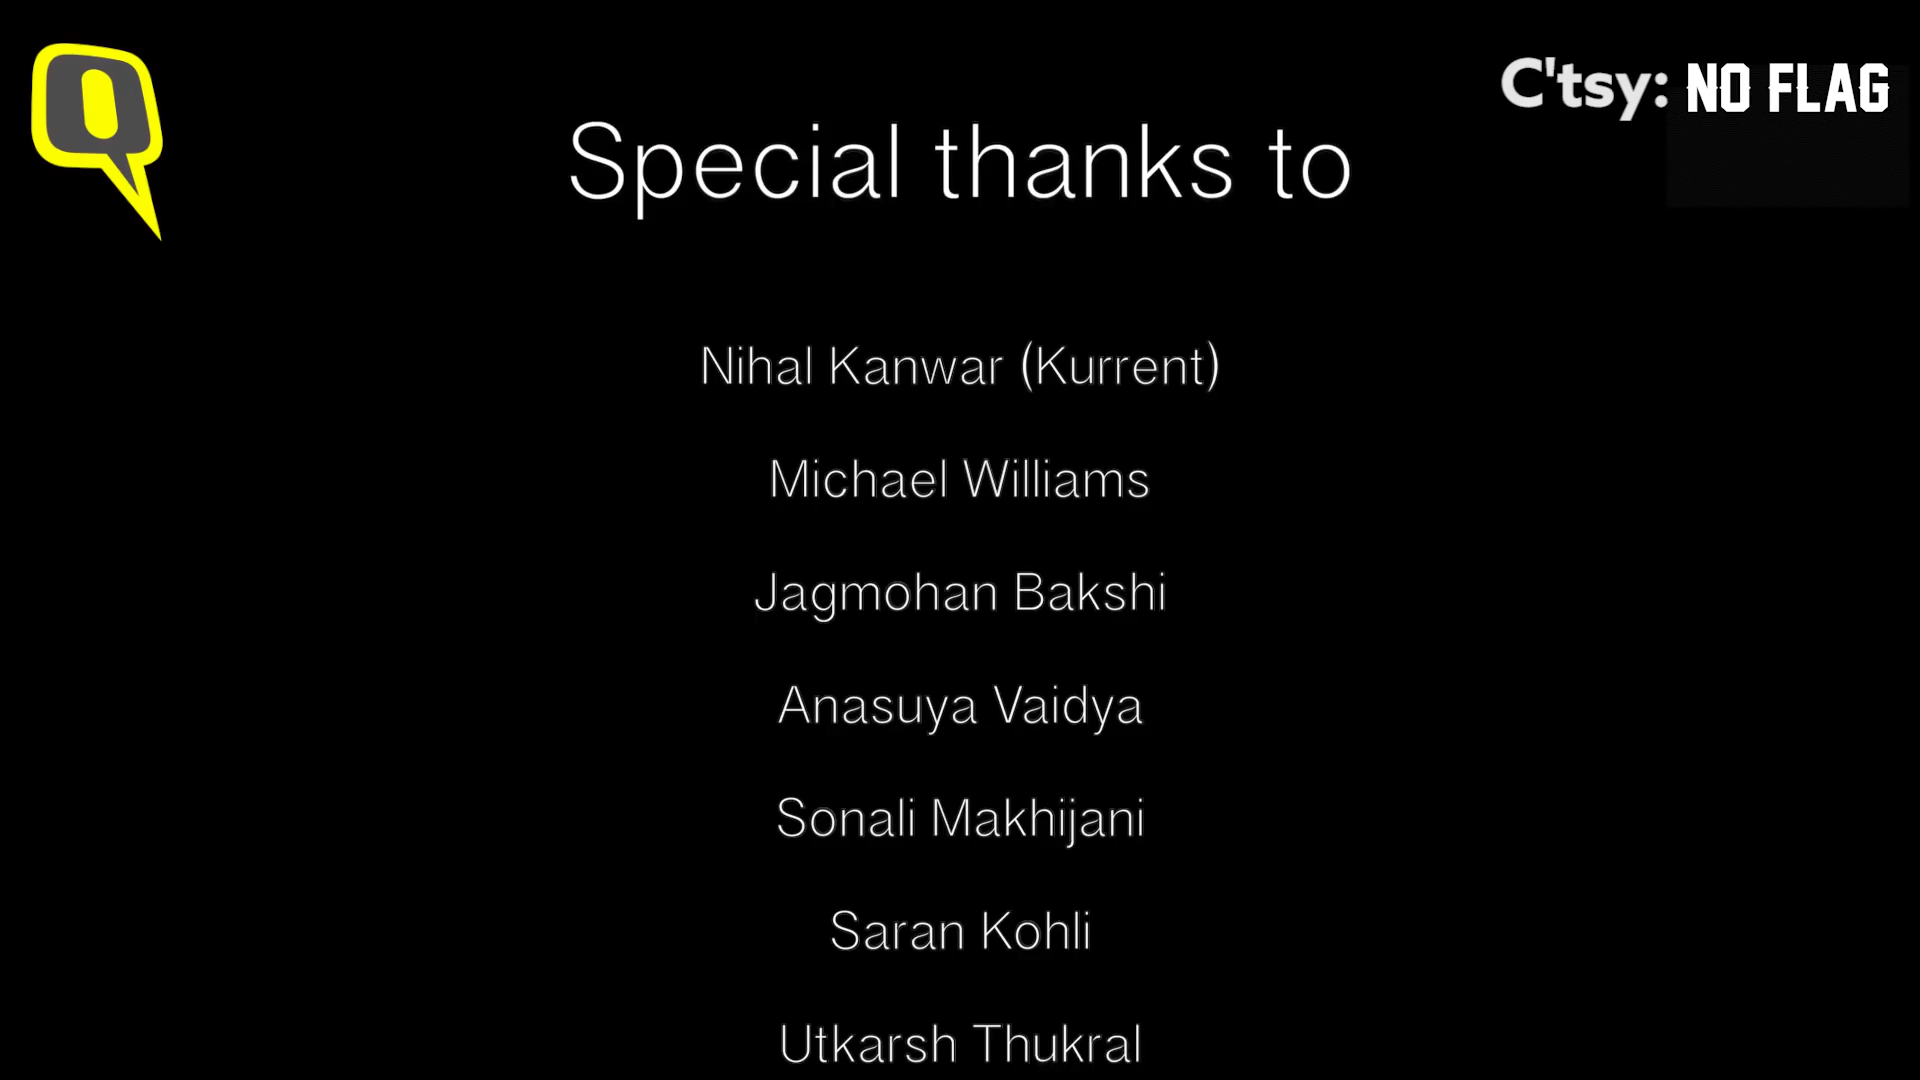 C'tsy: NO FLAG
Special thanks to
Nihal Kanwar (Kurrent)
Michael Williams
Jagmohan Bakshi
Anasuya Vaidya
Sonali Makhijani
Saran Kohli
Utkarsh Thukral